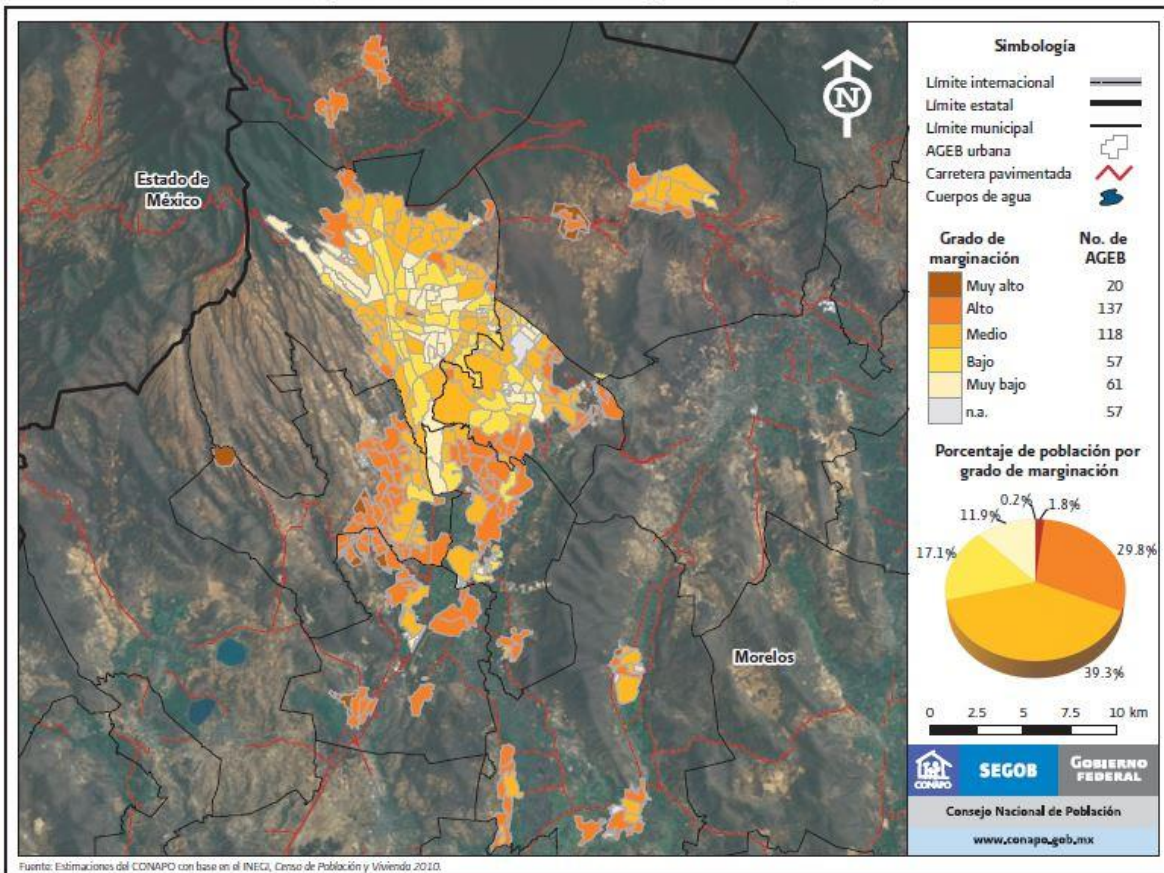 Estado de
México
Morelos
N
Simbología
Límite internacional
Límite estatal
Límite municipal
AGEB urbana
Carretera pavimentada
Cuerpos de agua
Grado de marginación
No. de AGEB
Muy alto 20
Alto 137
Medio 118
Bajo 57
Muy bajo 61
n.a. 57
Porcentaje de población por
grado de marginación
0.2%
1.8%
11.9%
29.8%
17.1%
39.3%
0 2.5 5 7.5 10 km
CONAPO
SEGOB
GOBIERNO
FEDERAL
Consejo Nacional de Población
www.conapo.gob.mx
Fuente: Estimaciones del CONAPO con base en el INEGI, Censo de Población y Vivienda 2010.